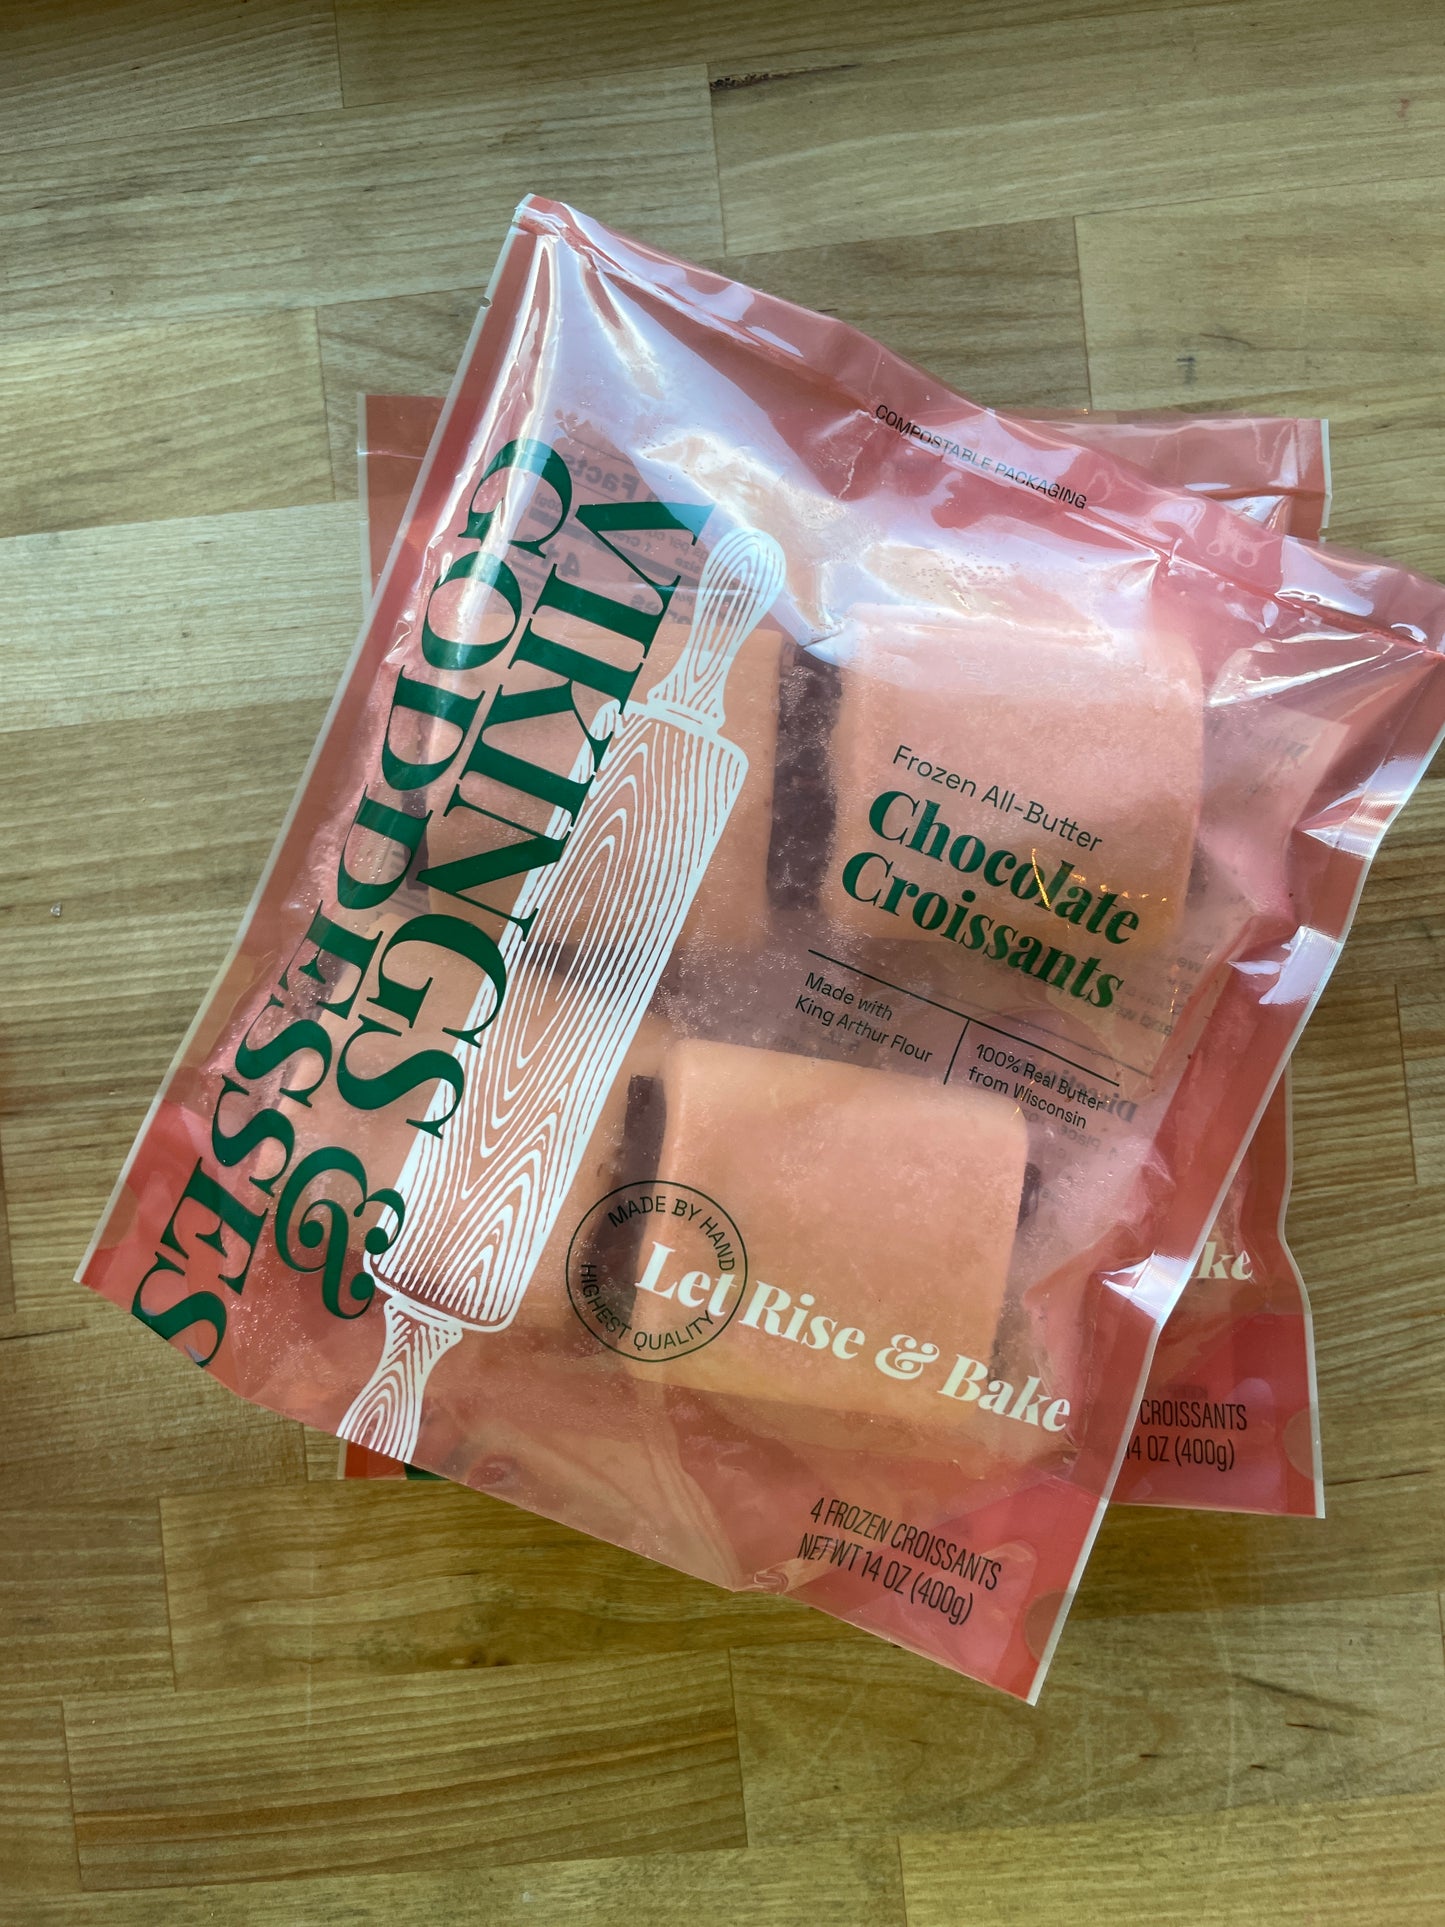 COMPOSTABLE PACKAGING
VIKINGS &
GODDESSES
Frozen All-Butter
Chocolate
Croissants
Made with
King Arthur Flour
100% Real Butter
from Wisconsin
MADE BY HAND
HIGHEST QUALITY
Let Rise & Bake
4 FROZEN CROISSANTS
NET WT 14 OZ (400g)
ke
CROISSANTS
14 OZ (400g)
Facts